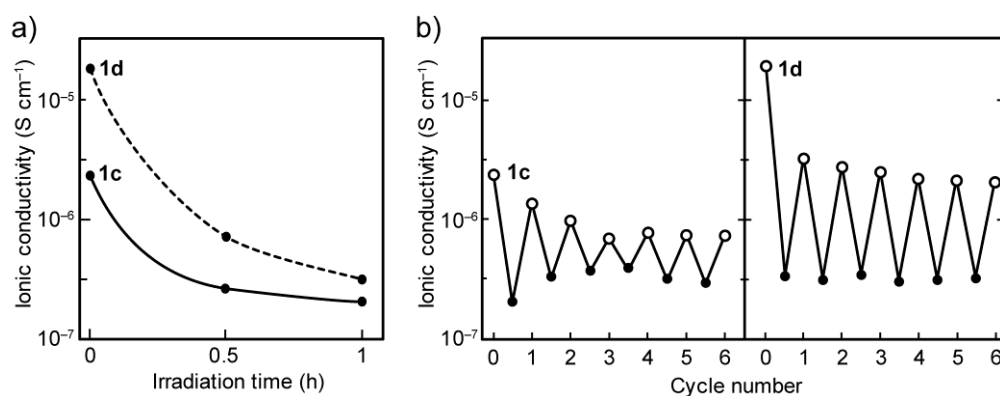 a)
Ionic conductivity (S cm⁻¹)
10⁻⁵
10⁻⁶
10⁻⁷
1d
1c
0 0.5 1
Irradiation time (h)
b)
Ionic conductivity (S cm⁻¹)
10⁻⁵
10⁻⁶
10⁻⁷
1c
1d
0 1 2 3 4 5 6 0 1 2 3 4 5 6
Cycle number